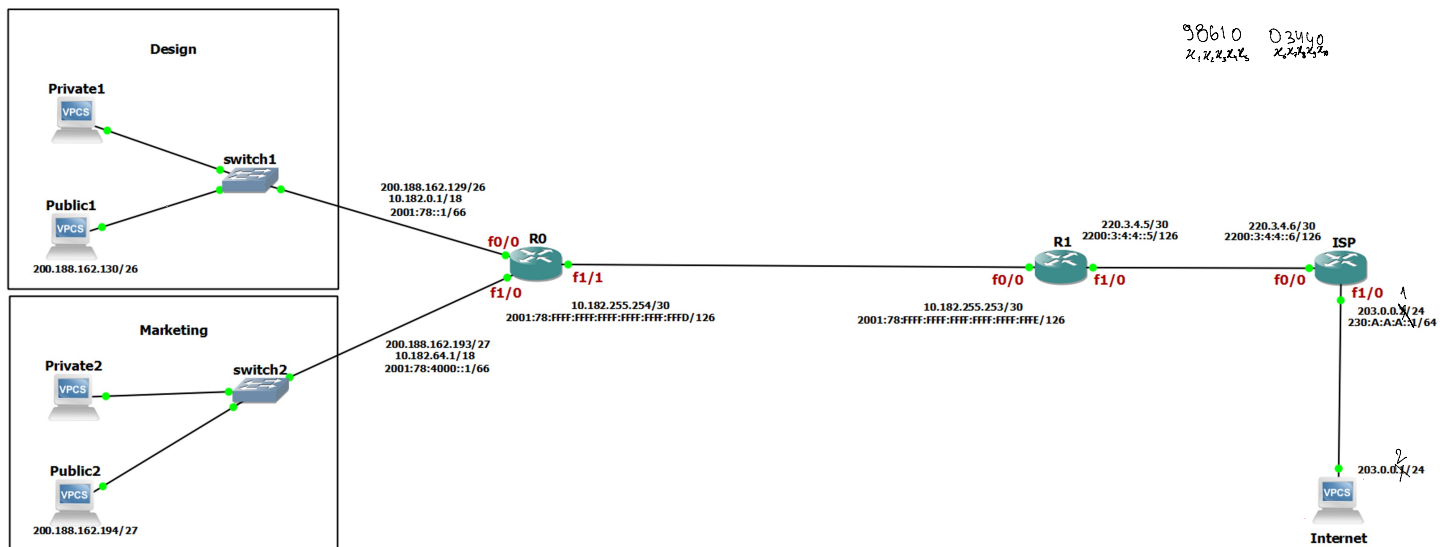 98610 03440
x₁x₂x₃x₄x₅ x₆x₇x₈x₉x₁₀
Design
Private1
VPCS
switch1
Public1
VPCS
200.188.162.130/26
200.188.162.129/26
10.182.0.1/18
2001:78::1/66
f0/0
R0
f1/1
f1/0
10.182.255.254/30
2001:78:FFFF:FFFF:FFFF:FFFF:FFFF:FFFD/126
200.188.162.193/27
10.182.64.1/18
2001:78:4000::1/66
Marketing
Private2
VPCS
switch2
Public2
VPCS
200.188.162.194/27
R1
f0/0
f1/0
10.182.255.253/30
2001:78:FFFF:FFFF:FFFF:FFFF:FFFF:FFFE/126
220.3.4.5/30
2200:3:4:4::5/126
220.3.4.6/30
2200:3:4:4::6/126
ISP
f0/0
f1/0
1
203.0.0. /24
230:A:A:A::1/64
2
203.0.0.1/24
VPCS
Internet